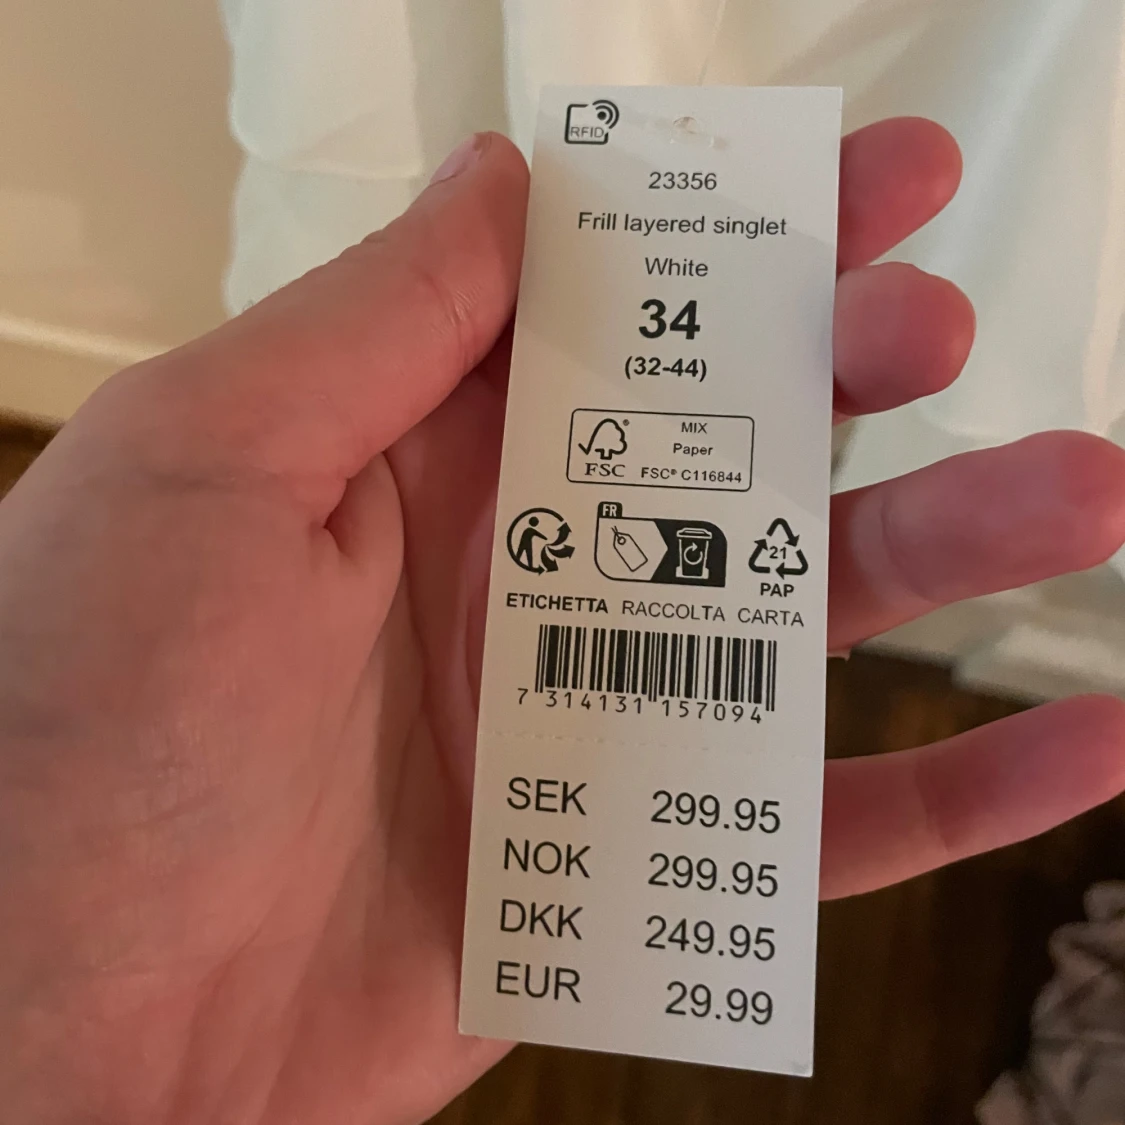 RFID
23356
Frill layered singlet
White
34
(32-44)
MIX
Paper
FSC® C116844
FSC
FR
21
PAP
ETICHETTA RACCOLTA CARTA
7 314131 157094
SEK 299.95
NOK 299.95
DKK 249.95
EUR 29.99